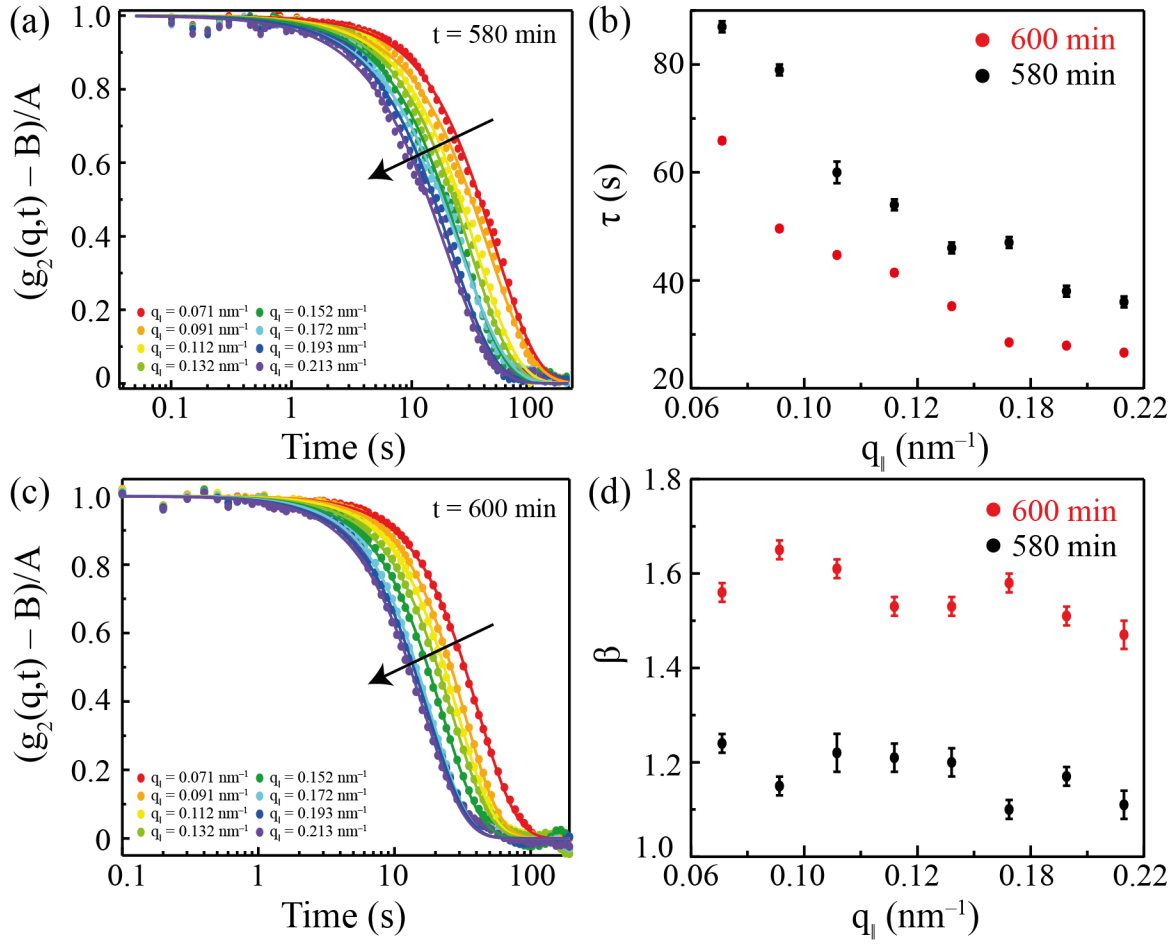 (a)
t = 580 min
(g₂(q,t) – B)/A
1.0
0.8
0.6
0.4
0.2
0
q∥ = 0.071 nm⁻¹
q∥ = 0.091 nm⁻¹
q∥ = 0.112 nm⁻¹
q∥ = 0.132 nm⁻¹
q∥ = 0.152 nm⁻¹
q∥ = 0.172 nm⁻¹
q∥ = 0.193 nm⁻¹
q∥ = 0.213 nm⁻¹
0.1 1 10 100
Time (s)
(b)
600 min
580 min
τ (s)
80
60
40
20
0.06 0.10 0.12 0.18 0.22
q∥ (nm⁻¹)
(c)
t = 600 min
(g₂(q,t) – B)/A
1.0
0.8
0.6
0.4
0.2
0
q∥ = 0.071 nm⁻¹
q∥ = 0.091 nm⁻¹
q∥ = 0.112 nm⁻¹
q∥ = 0.132 nm⁻¹
q∥ = 0.152 nm⁻¹
q∥ = 0.172 nm⁻¹
q∥ = 0.193 nm⁻¹
q∥ = 0.213 nm⁻¹
0.1 1 10 100
Time (s)
(d)
600 min
580 min
β
1.8
1.6
1.4
1.2
1.0
0.06 0.10 0.12 0.18 0.22
q∥ (nm⁻¹)